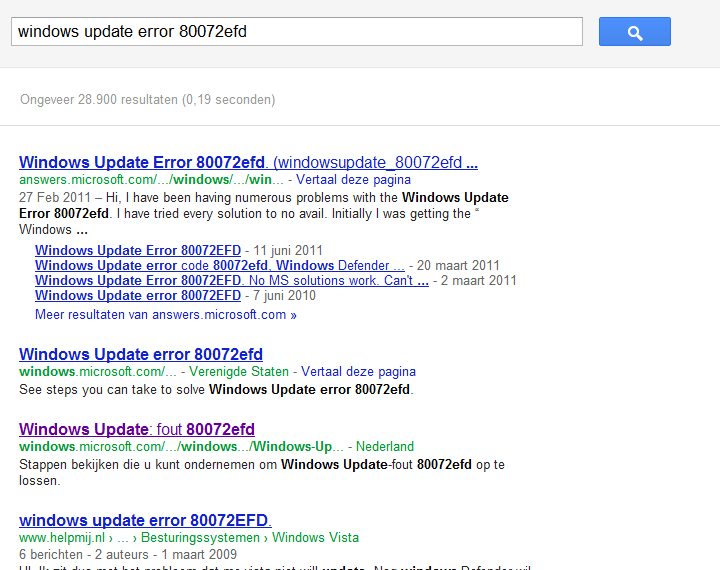 windows update error 80072efd
Ongeveer 28.900 resultaten (0,19 seconden)
Windows Update Error 80072efd. (windowsupdate_80072efd ...
answers.microsoft.com/.../windows/.../win... - Vertaal deze pagina
27 Feb 2011 – Hi, I have been having numerous problems with the Windows Update
Error 80072efd. I have tried every solution to no avail. Initially I was getting the "
Windows ...
Windows Update Error 80072EFD - 11 juni 2011
Windows Update error code 80072efd, Windows Defender ... - 20 maart 2011
Windows Update Error 80072EFD. No MS solutions work. Can't ... - 2 maart 2011
Windows Update error 80072EFD - 7 juni 2010
Meer resultaten van answers.microsoft.com »
Windows Update error 80072efd
windows.microsoft.com/... - Verenigde Staten - Vertaal deze pagina
See steps you can take to solve Windows Update error 80072efd.
Windows Update: fout 80072efd
windows.microsoft.com/.../windows.../Windows-Up... - Nederland
Stappen bekijken die u kunt ondernemen om Windows Update-fout 80072efd op te
lossen.
windows update error 80072EFD.
www.helpmij.nl › ... › Besturingssystemen › Windows Vista
6 berichten - 2 auteurs - 1 maart 2009
Hi, Ik zit dus met het probleem dat me vista niet will update. Nog windows Defender wil